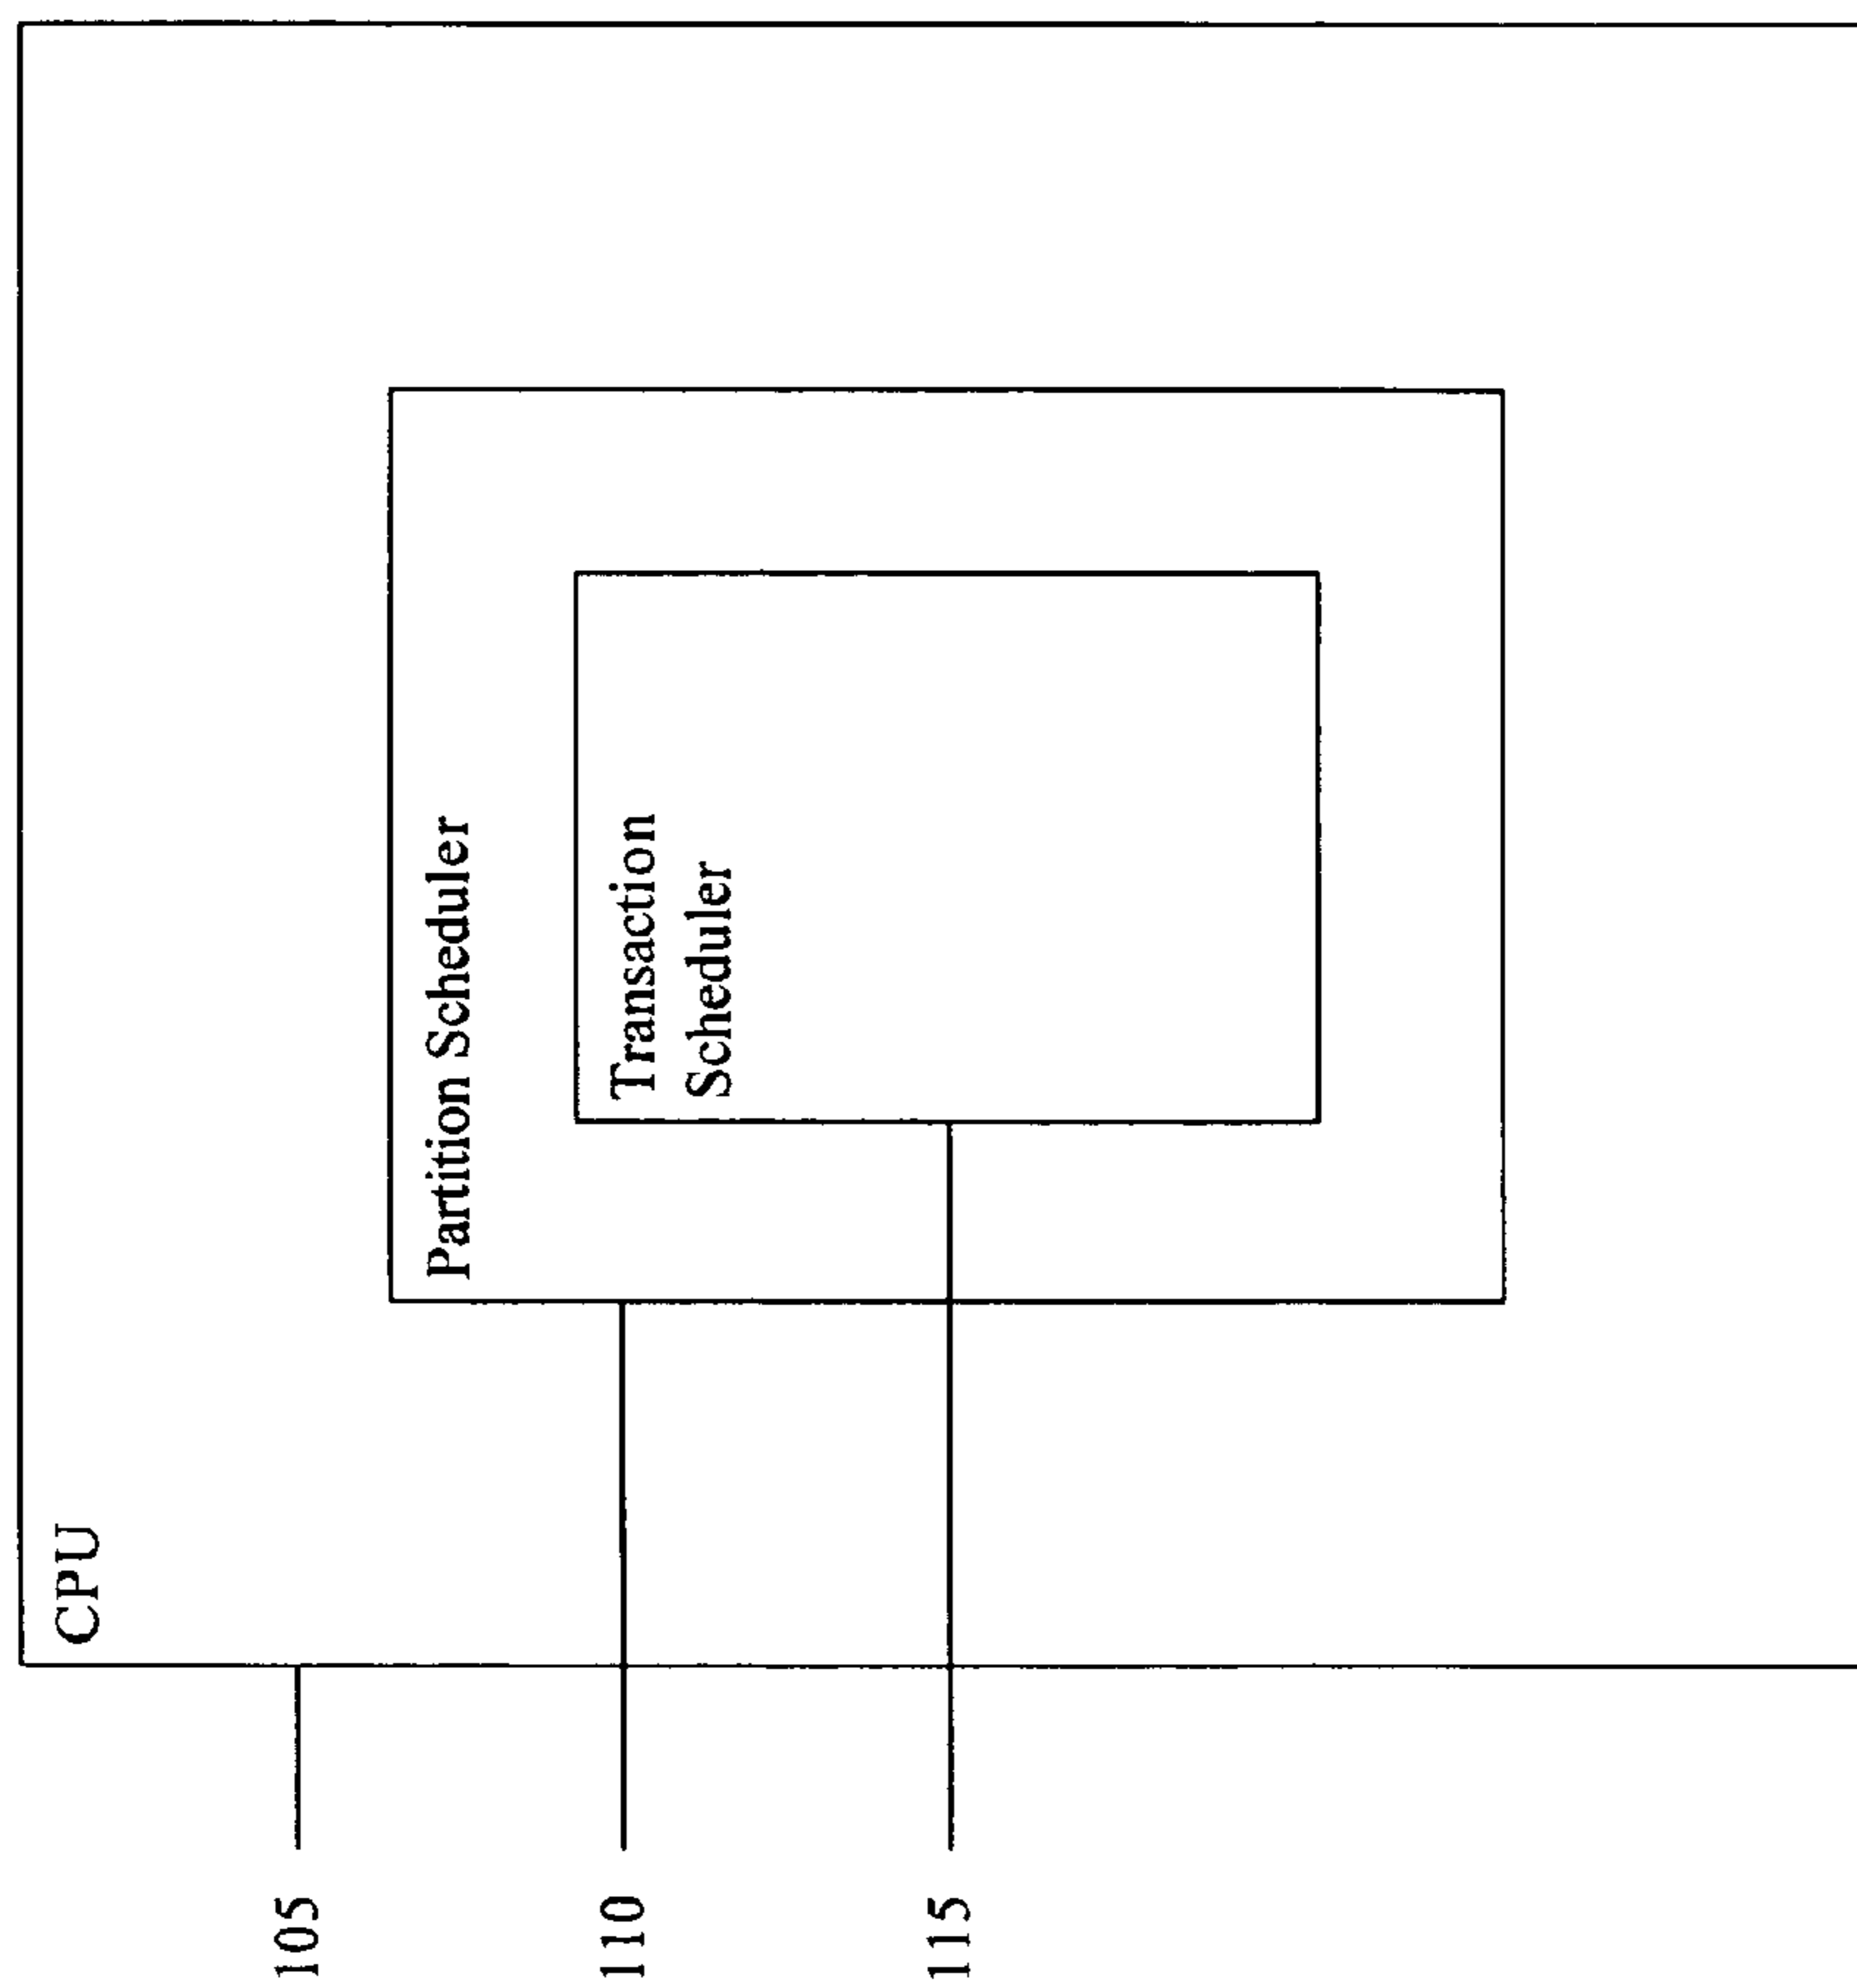 CPU
105
Partition Scheduler
110
Transaction
Scheduler
115